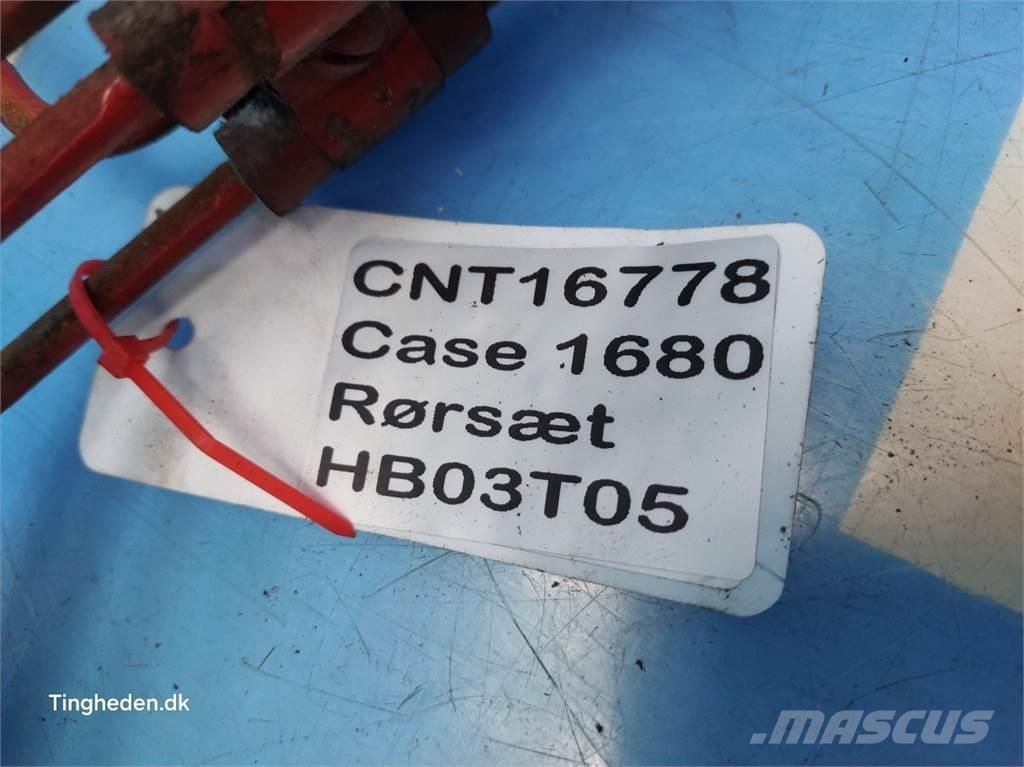 CNT16778
Case 1680
Rørsæt
HB03T05
Tingheden.dk
MASCUS